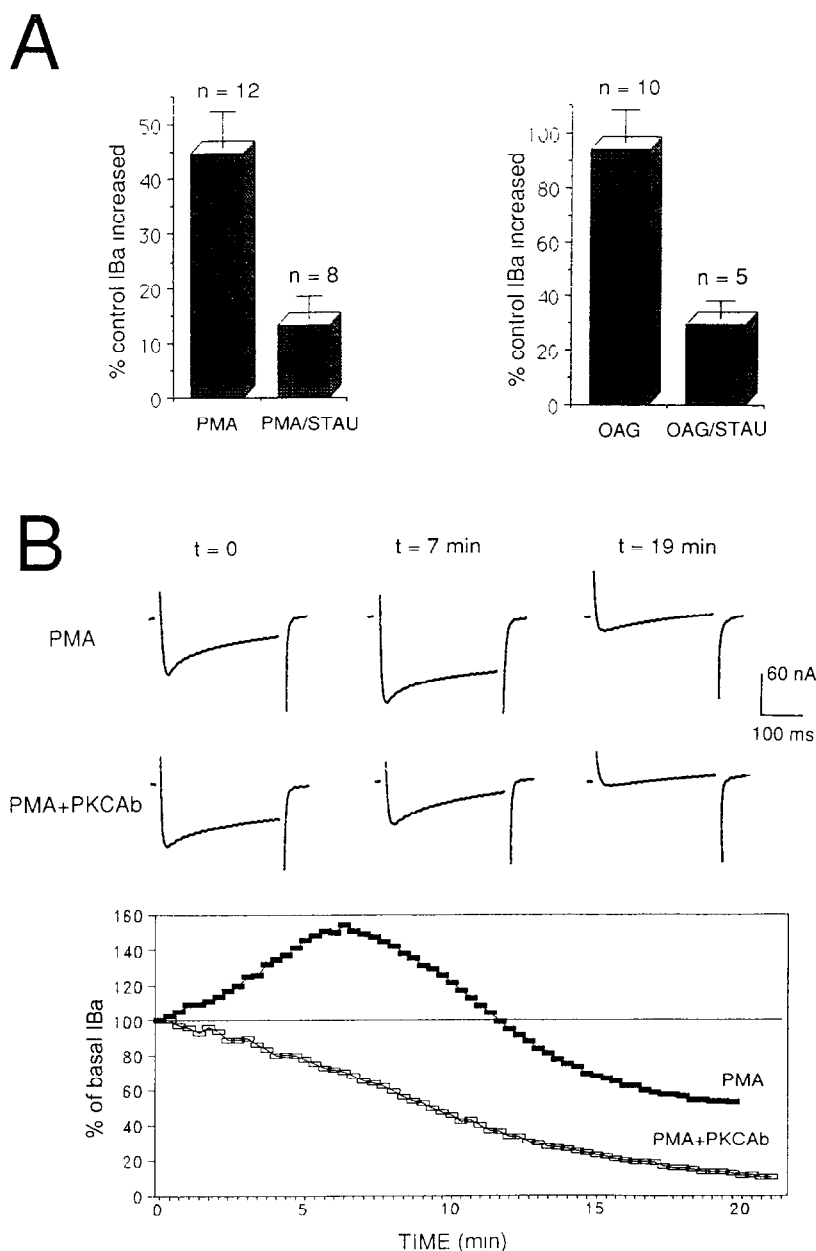 A
n = 12
n = 8
% control IBa increased
50
40
30
20
10
0
PMA
PMA/STAU
n = 10
n = 5
% control IBa increased
100
80
60
40
20
0
OAG
OAG/STAU
B
t = 0
t = 7 min
t = 19 min
PMA
60 nA
100 ms
PMA+PKCAb
% of basal IBa
160
140
120
100
80
60
40
20
0
PMA
PMA+PKCAb
0
5
10
15
20
TIME (min)